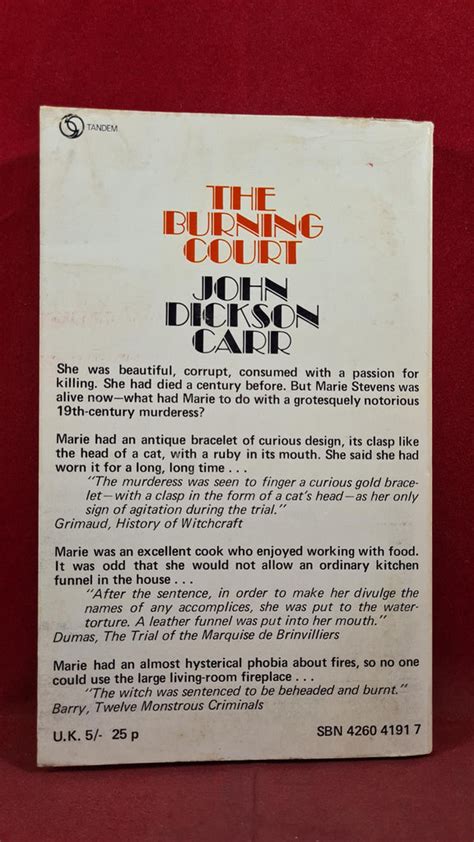 TANDEM
THE
BURNING
COURT
JOHN
DICKSON
CARR
She was beautiful, corrupt, consumed with a passion for
killing. She had died a century before. But Marie Stevens was
alive now—what had Marie to do with a grotesquely notorious
19th-century murderess?
Marie had an antique bracelet of curious design, its clasp like
the head of a cat, with a ruby in its mouth. She said she had
worn it for a long, long time . . .
"The murderess was seen to finger a curious gold brace-
let—with a clasp in the form of a cat's head—as her only
sign of agitation during the trial."
Grimaud, History of Witchcraft
Marie was an excellent cook who enjoyed working with food.
It was odd that she would not allow an ordinary kitchen
funnel in the house . . .
"After the sentence, in order to make her divulge the
names of any accomplices, she was put to the water-
torture. A leather funnel was put into her mouth."
Dumas, The Trial of the Marquise de Brinvilliers
Marie had an almost hysterical phobia about fires, so no one
could use the large living-room fireplace . . .
"The witch was sentenced to be beheaded and burnt."
Barry, Twelve Monstrous Criminals
U.K. 5/- 25 p
SBN 4260 4191 7